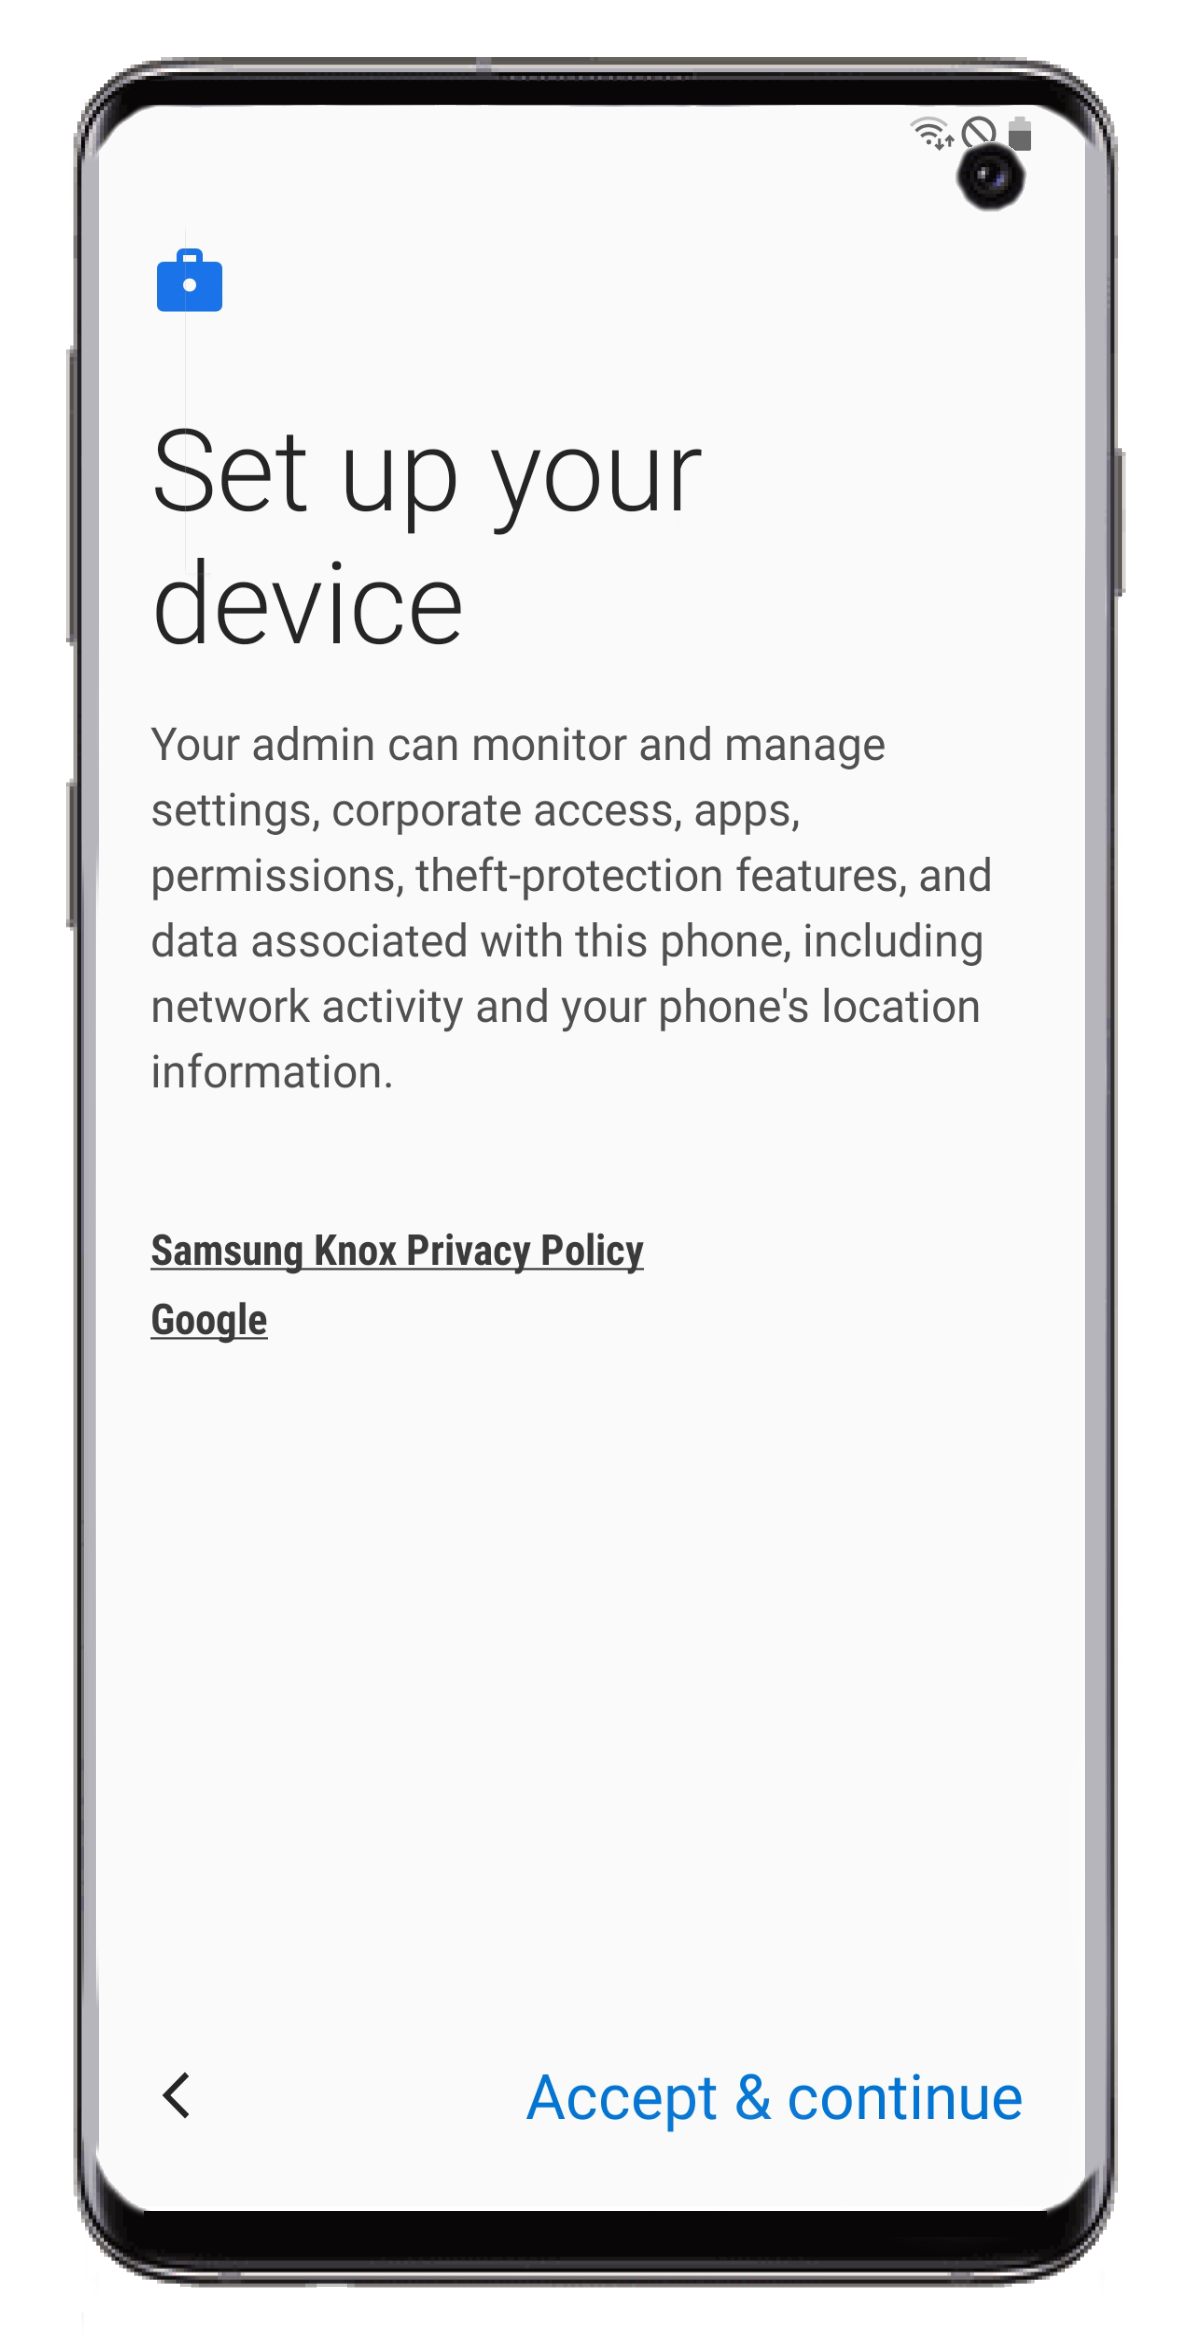 Set up your
device
Your admin can monitor and manage
settings, corporate access, apps,
permissions, theft-protection features, and
data associated with this phone, including
network activity and your phone's location
information.
Samsung Knox Privacy Policy
Google
Accept & continue